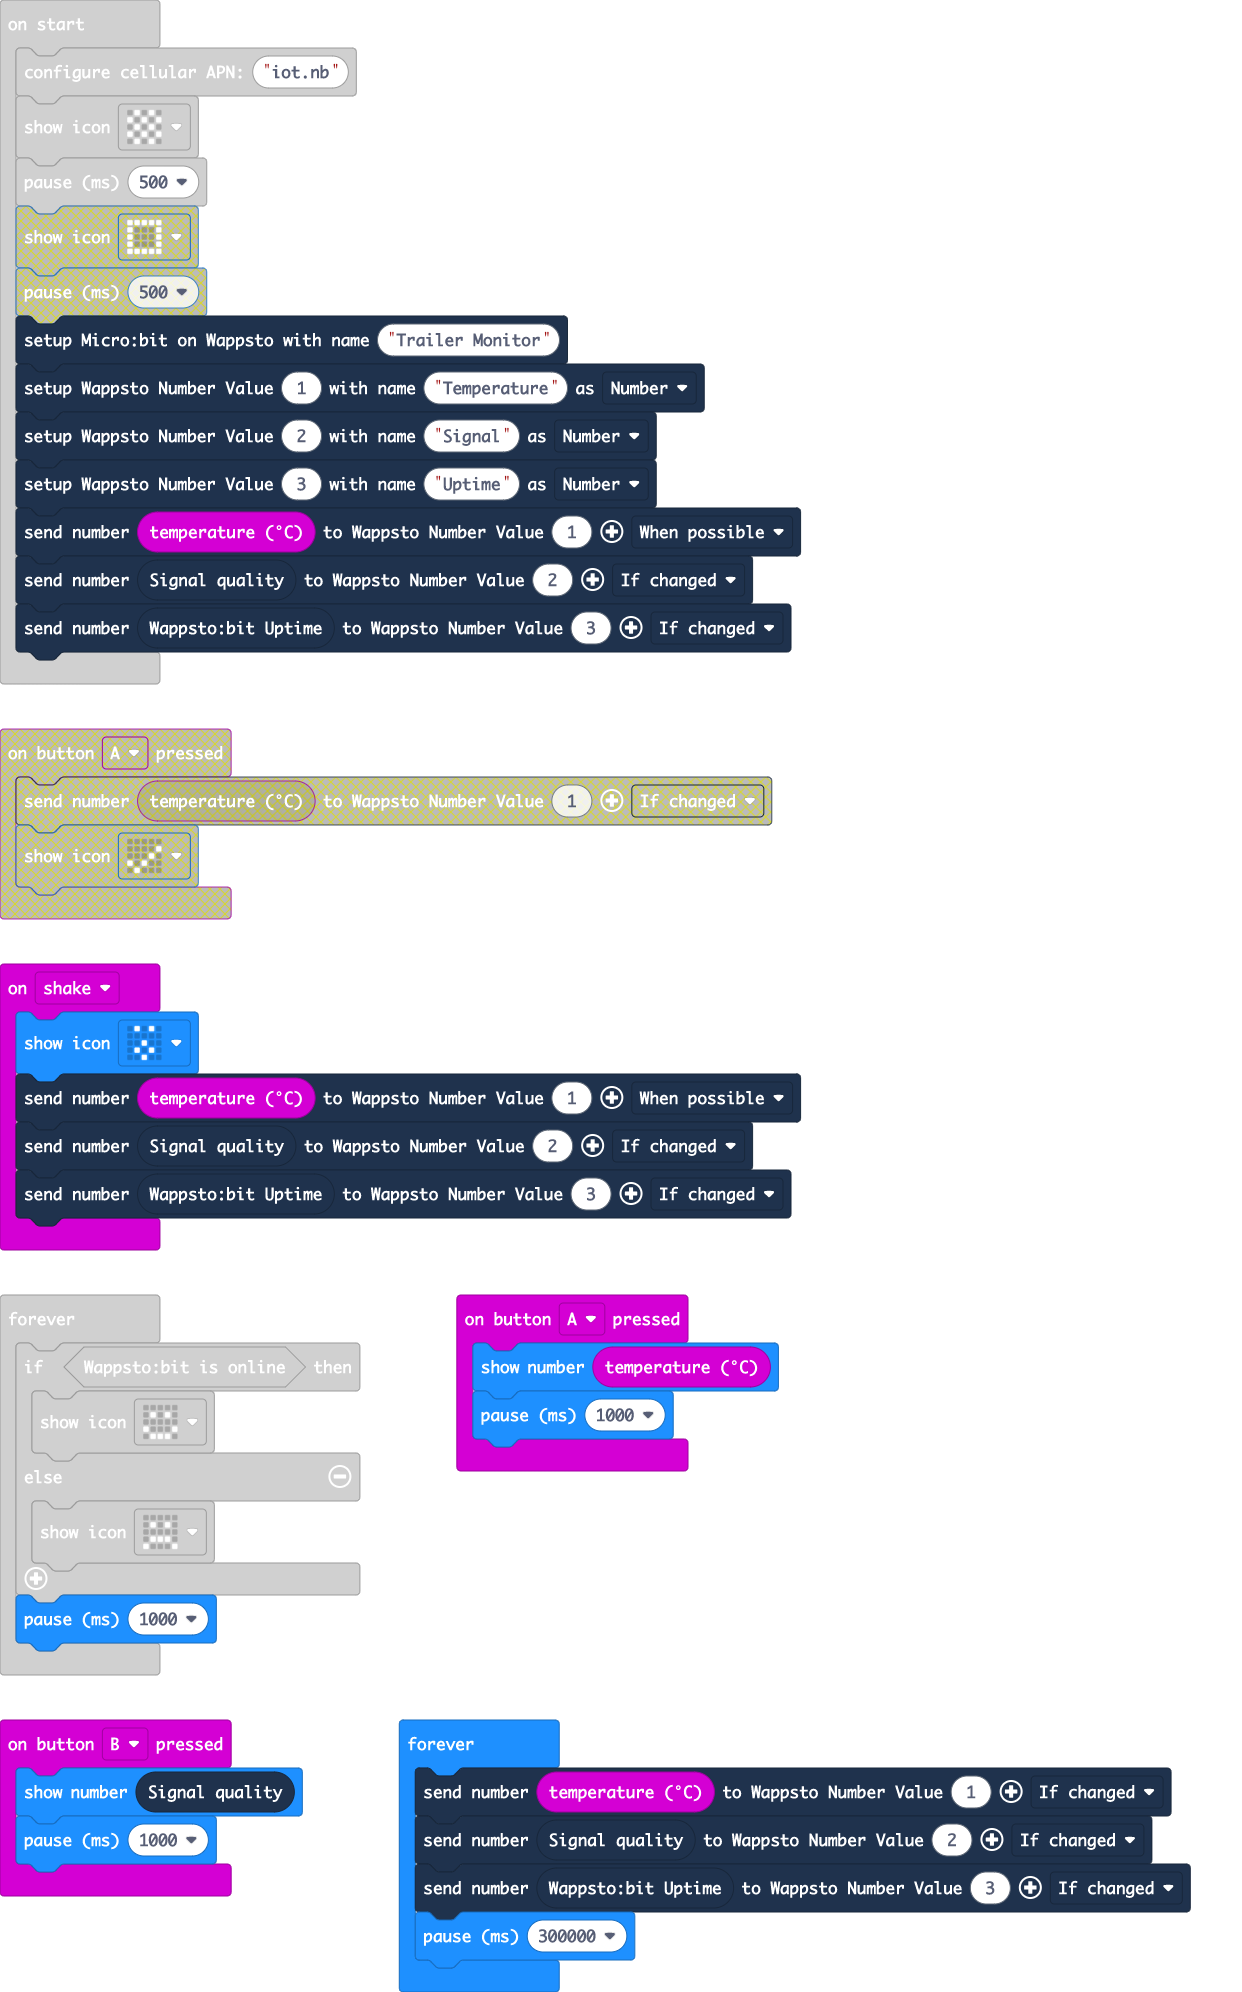 on start
configure cellular APN: "iot.nb"
show icon
pause (ms) 500
show icon
pause (ms) 500
setup Micro:bit on Wappsto with name "Trailer Monitor"
setup Wappsto Number Value 1 with name "Temperature" as Number
setup Wappsto Number Value 2 with name "Signal" as Number
setup Wappsto Number Value 3 with name "Uptime" as Number
send number temperature (°C) to Wappsto Number Value 1 When possible
send number Signal quality to Wappsto Number Value 2 If changed
send number Wappsto:bit Uptime to Wappsto Number Value 3 If changed
on button A pressed
send number temperature (°C) to Wappsto Number Value 1 If changed
show icon
on shake
show icon
send number temperature (°C) to Wappsto Number Value 1 When possible
send number Signal quality to Wappsto Number Value 2 If changed
send number Wappsto:bit Uptime to Wappsto Number Value 3 If changed
forever
if Wappsto:bit is online then
show icon
else
show icon
pause (ms) 1000
on button A pressed
show number temperature (°C)
pause (ms) 1000
on button B pressed
show number Signal quality
pause (ms) 1000
forever
send number temperature (°C) to Wappsto Number Value 1 If changed
send number Signal quality to Wappsto Number Value 2 If changed
send number Wappsto:bit Uptime to Wappsto Number Value 3 If changed
pause (ms) 300000